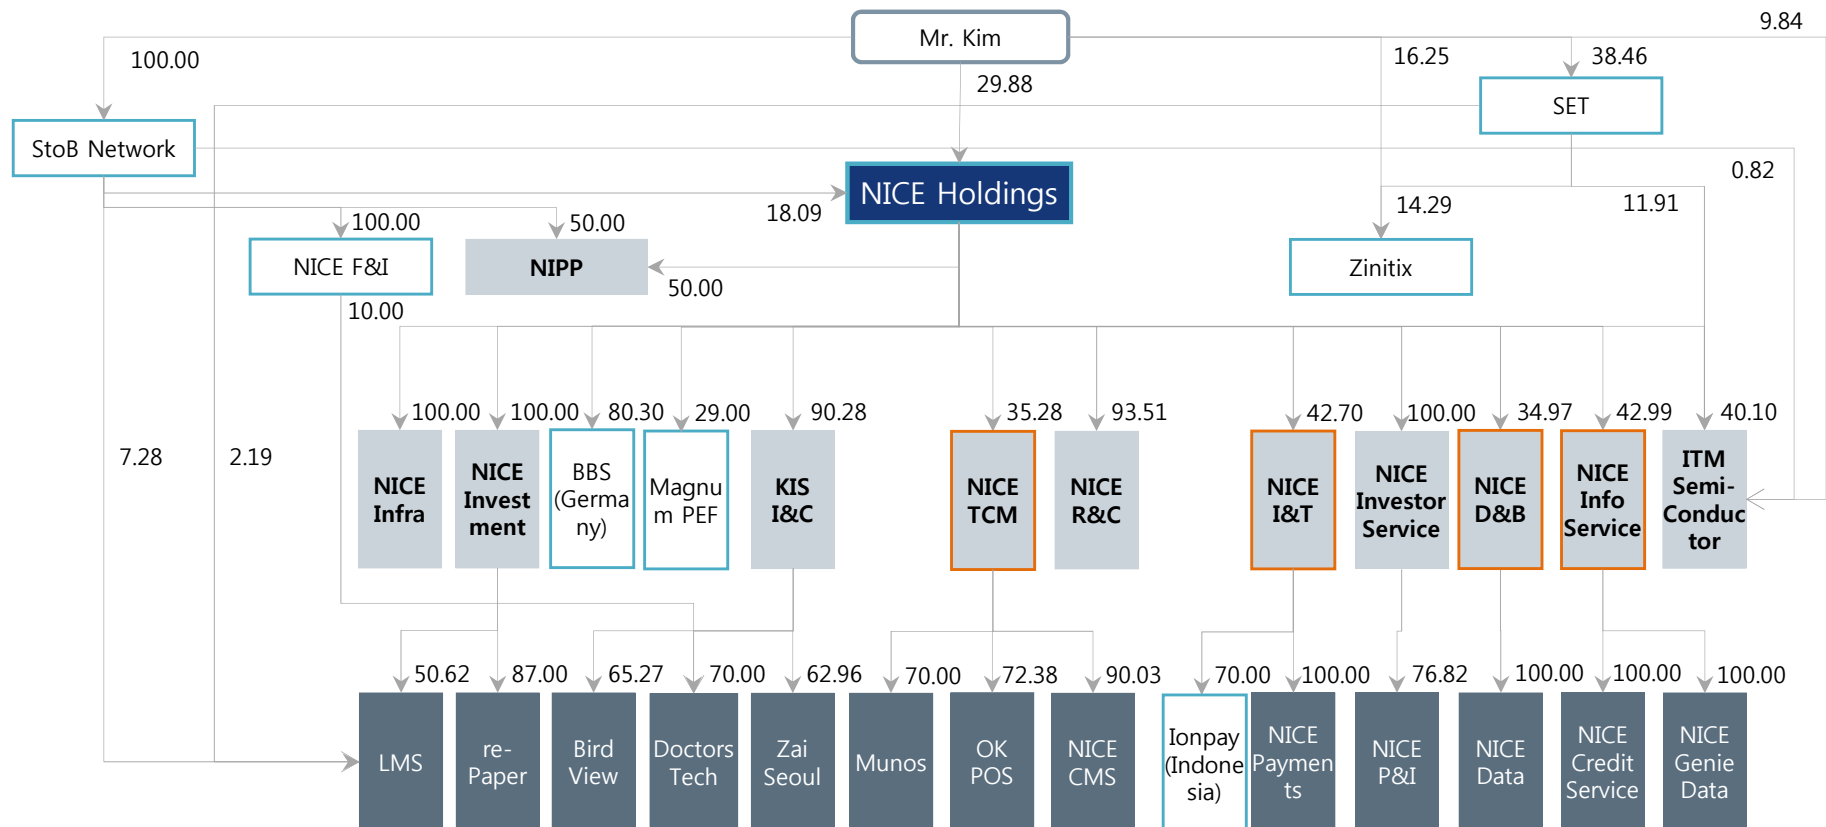 Mr. Kim
9.84
100.00
16.25
38.46
29.88
SET
StoB Network
0.82
NICE Holdings
18.09
14.29
11.91
100.00
50.00
NICE F&I
NIPP
Zinitix
50.00
10.00
100.00
100.00
80.30
29.00
90.28
35.28
93.51
42.70
100.00
34.97
42.99
40.10
7.28
2.19
NICE
Infra
NICE
Invest
ment
BBS
(Germa
ny)
Magnu
m PEF
KIS
I&C
NICE
TCM
NICE
R&C
NICE
I&T
NICE
Investor
Service
NICE
D&B
NICE
Info
Service
ITM
Semi-
Conduc
tor
50.62
87.00
65.27
70.00
62.96
70.00
72.38
90.03
70.00
100.00
76.82
100.00
100.00
100.00
LMS
re-
Paper
Bird
View
Doctors
Tech
Zai
Seoul
Munos
OK
POS
NICE
CMS
Ionpay
(Indone
sia)
NICE
Paymen
ts
NICE
P&I
NICE
Data
NICE
Credit
Service
NICE
Genie
Data